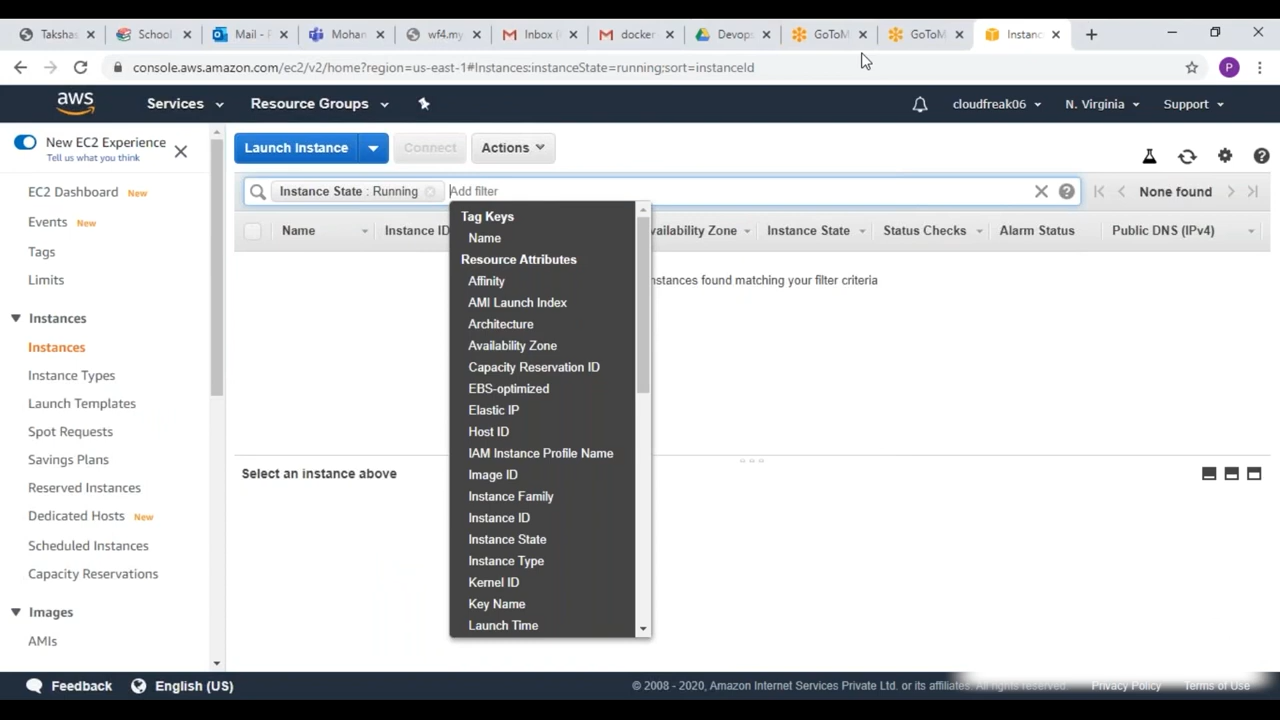 Takshas
School
Mail - F
Mohan
wf4.my
Inbox (
docker
Devops
GoToM
GoToM
Instanc
console.aws.amazon.com/ec2/v2/home?region=us-east-1#Instances:instanceState=running;sort=instanceId
P
aws
Services
Resource Groups
cloudfreak06
N. Virginia
Support
New EC2 Experience
Tell us what you think
Launch Instance
Connect
Actions
Instance State : Running
Add filter
None found
Name
Instance ID
vailability Zone
Instance State
Status Checks
Alarm Status
Public DNS (IPv4)
nstances found matching your filter criteria
EC2 Dashboard New
Events New
Tags
Limits
Instances
Instances
Instance Types
Launch Templates
Spot Requests
Savings Plans
Reserved Instances
Dedicated Hosts New
Scheduled Instances
Capacity Reservations
Images
AMIs
Tag Keys
Name
Resource Attributes
Affinity
AMI Launch Index
Architecture
Availability Zone
Capacity Reservation ID
EBS-optimized
Elastic IP
Host ID
IAM Instance Profile Name
Image ID
Instance Family
Instance ID
Instance State
Instance Type
Kernel ID
Key Name
Launch Time
Select an instance above
Feedback
English (US)
© 2008 - 2020, Amazon Internet Services Private Ltd. or its affiliates. All rights reserved.
Privacy Policy
Terms of Use